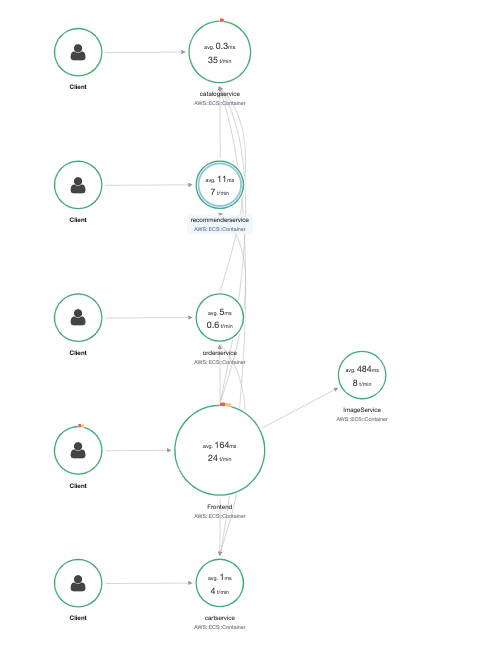 avg. 0.3ms
35 t/min
Client
catalogservice
AWS::ECS::Container
avg. 11ms
7 t/min
Client
recommenderservice
AWS::ECS::Container
avg. 5ms
0.6 t/min
Client
orderservice
AWS::ECS::Container
avg. 484ms
8 t/min
ImageService
AWS::ECS::Container
avg. 164ms
24 t/min
Client
Frontend
AWS::ECS::Container
avg. 1ms
4 t/min
Client
cartservice
AWS::ECS::Container